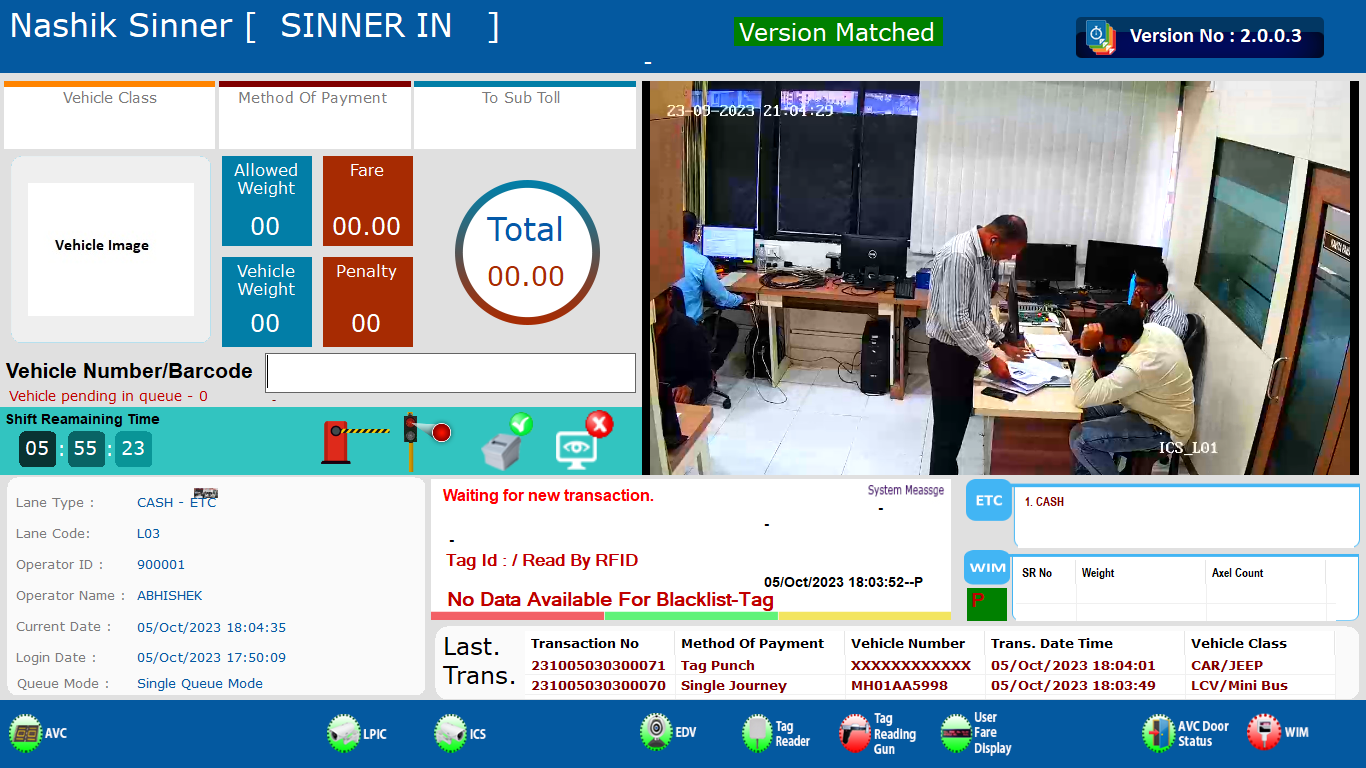 Nashik Sinner [ SINNER IN ]
Version Matched
Version No : 2.0.0.3
-
Vehicle Class
Method Of Payment
To Sub Toll
23-09-2023 21:04:29
Vehicle Image
Allowed Weight
00
Fare
00.00
Vehicle Weight
00
Penalty
00
Total
00.00
Vehicle Number/Barcode
Vehicle pending in queue - 0
-
Shift Reamaining Time
05 : 55 : 23
ICS_L01
Lane Type : CASH - ETC
Lane Code: L03
Operator ID : 900001
Operator Name : ABHISHEK
Current Date : 05/Oct/2023 18:04:35
Login Date : 05/Oct/2023 17:50:09
Queue Mode : Single Queue Mode
Waiting for new transaction.
System Meassge
-
-
-
Tag Id : / Read By RFID
05/Oct/2023 18:03:52--P
No Data Available For Blacklist-Tag
ETC
1. CASH
WIM
P
SR No Weight Axel Count
Last. Trans.
Transaction No Method Of Payment Vehicle Number Trans. Date Time Vehicle Class
231005030300071 Tag Punch XXXXXXXXXXXX 05/Oct/2023 18:04:01 CAR/JEEP
231005030300070 Single Journey MH01AA5998 05/Oct/2023 18:03:49 LCV/Mini Bus
AVC
LPIC
ICS
EDV
Tag Reader
Tag Reading Gun
User Fare Display
AVC Door Status
WIM